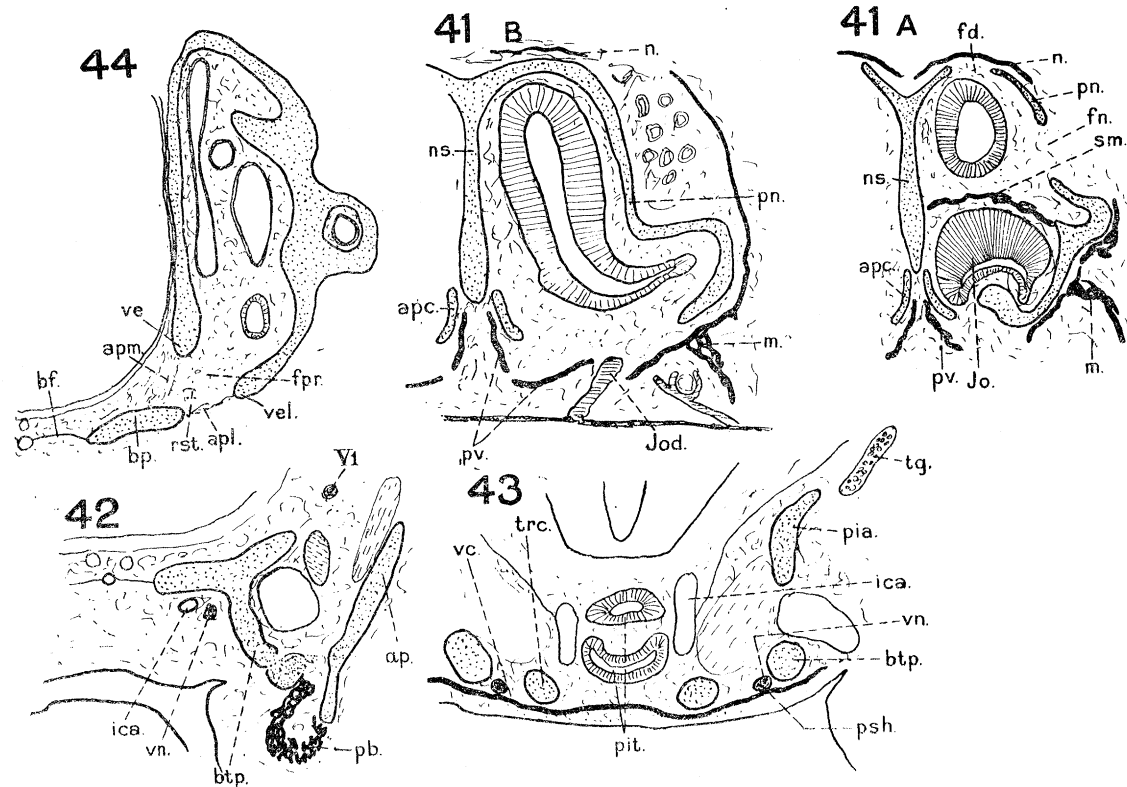 44
ve.
apm.
bf.
bp.
rst.
apl.
fpr.
vel.
41 B
n.
ns.
pn.
apc.
m.
pv.
Jod.
41 A
fd.
n.
pn.
fn.
sm.
ns.
apc.
pv.
Jo.
m.
42
VI
ica.
vn.
btp.
pb.
ap.
43
vc.
trc.
tg.
pia.
ica.
vn.
btp.
psh.
pit.